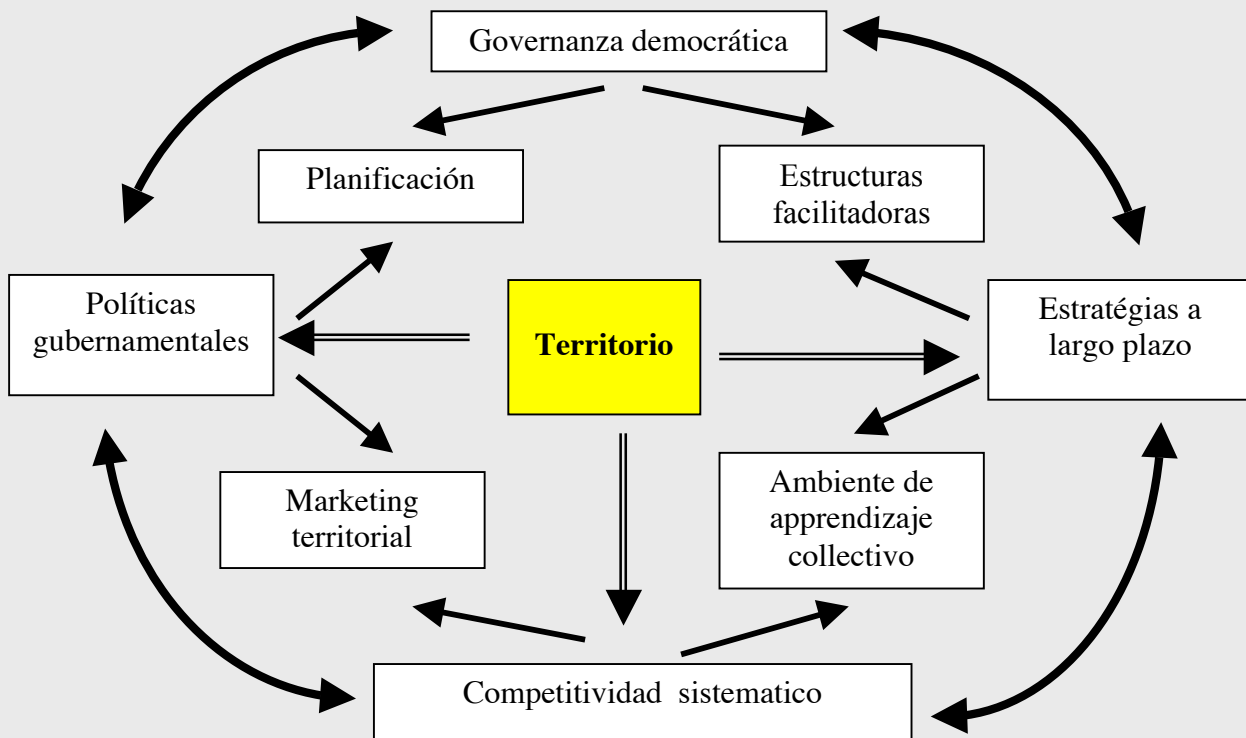 Governanza democrática
Planificación
Estructuras
facilitadoras
Políticas
gubernamentales
Territorio
Estratégias a
largo plazo
Marketing
territorial
Ambiente de
apprendizaje
collectivo
Competitividad sistematico